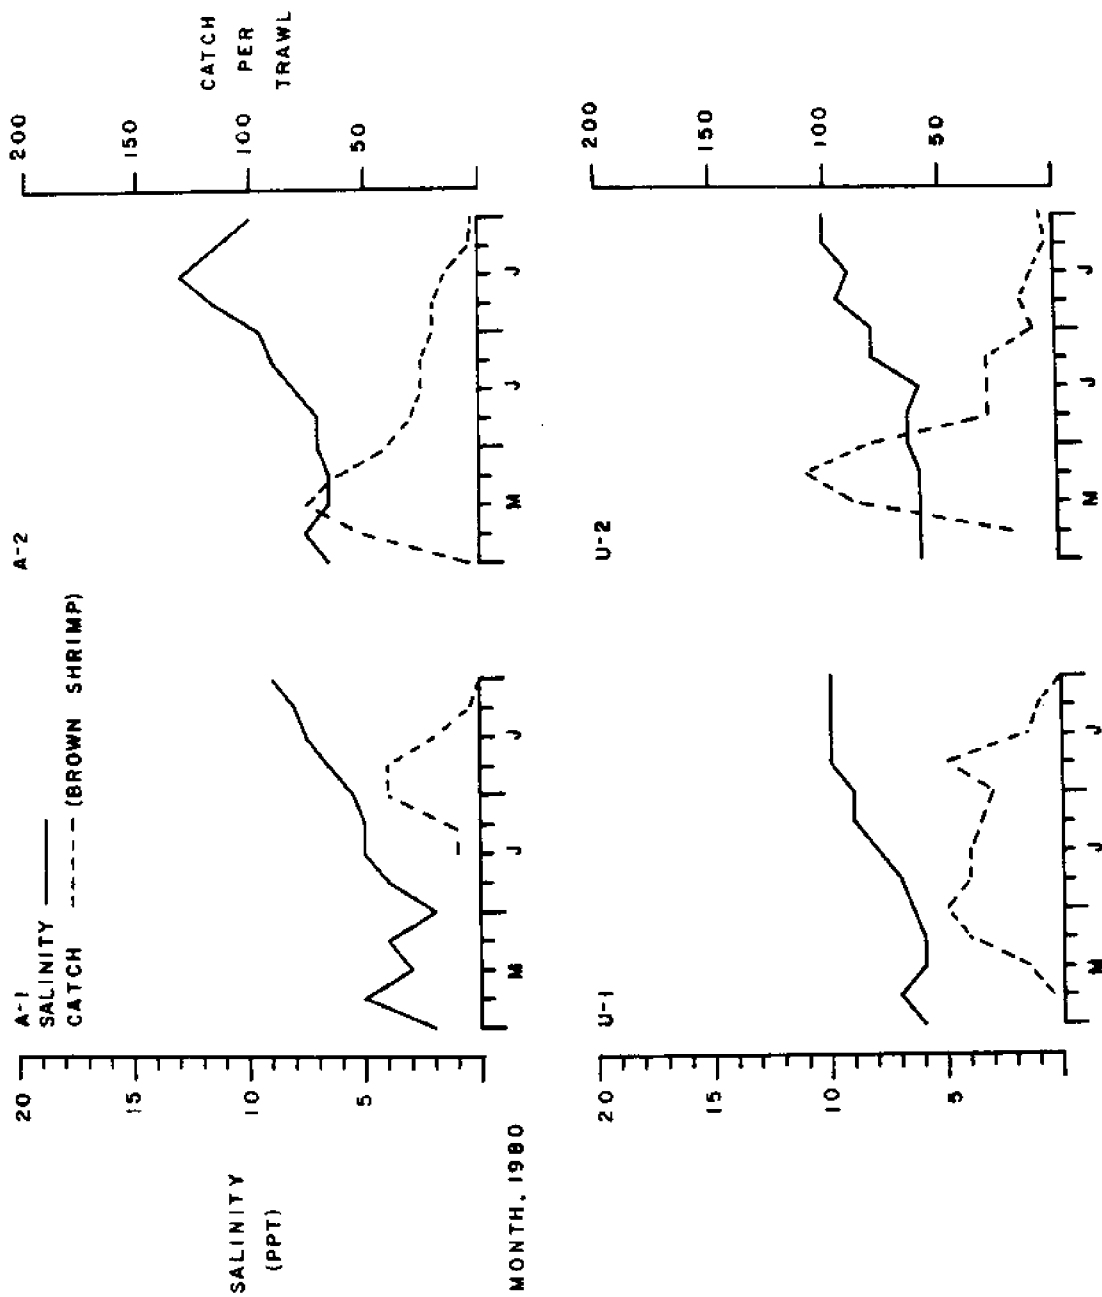 A-1
SALINITY
CATCH ----- (BROWN SHRIMP)
20
15
10
5
SALINITY
(PPT)
MONTH, 1980
M
J
J
A-2
200
150
100
50
CATCH
PER
TRAWL
M
J
J
U-1
20
15
10
5
M
J
J
U-2
200
150
100
50
M
J
J